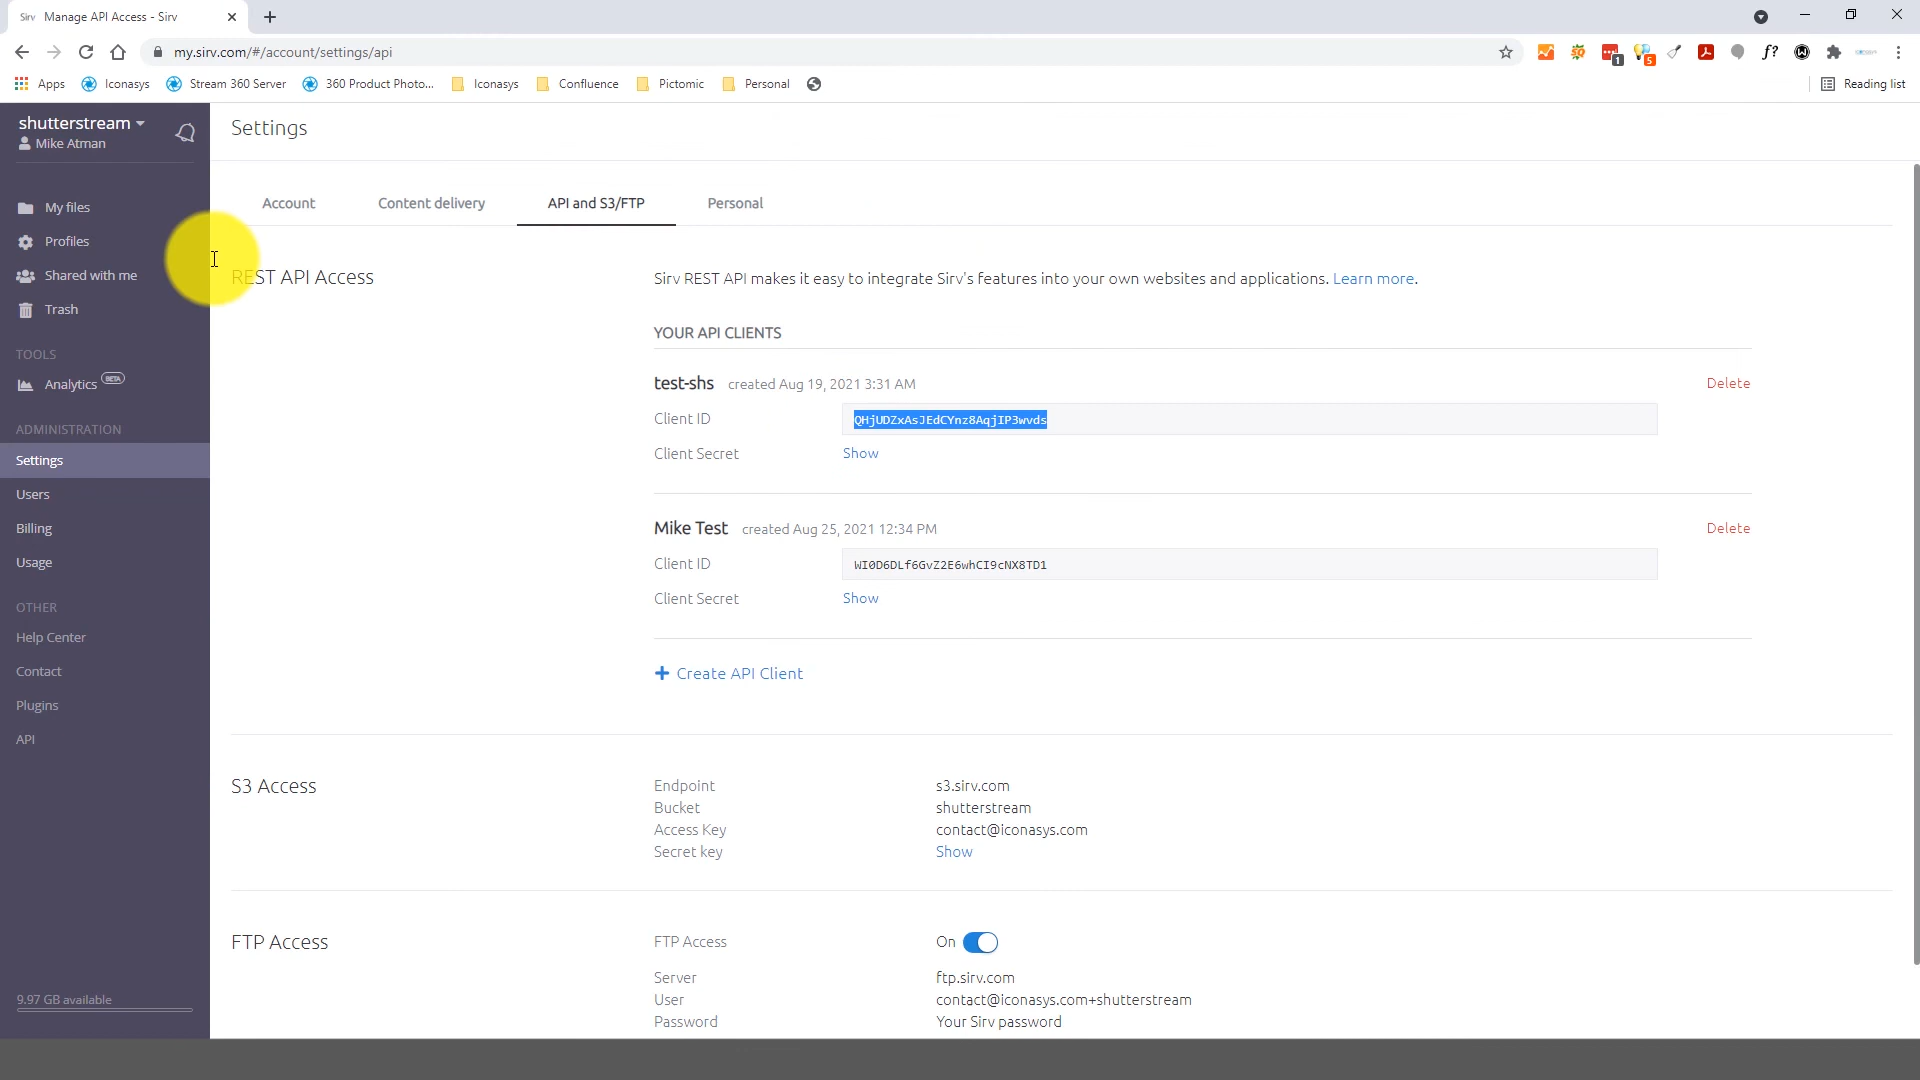 Sirv Manage API Access - Sirv
my.sirv.com/#/account/settings/api
1
5
f?
Apps Iconasys Stream 360 Server 360 Product Photo... Iconasys Confluence Pictomic Personal Reading list
shutterstream
Mike Atman
My files
Profiles
Shared with me
Trash
TOOLS
Analytics BETA
ADMINISTRATION
Settings
Users
Billing
Usage
OTHER
Help Center
Contact
Plugins
API
9.97 GB available
Settings
Account Content delivery API and S3/FTP Personal
REST API Access
Sirv REST API makes it easy to integrate Sirv's features into your own websites and applications. Learn more.
YOUR API CLIENTS
test-shs created Aug 19, 2021 3:31 AM Delete
Client ID QHjUDZxAsJEdCYnz8AqjIP3wvds
Client Secret Show
Mike Test created Aug 25, 2021 12:34 PM Delete
Client ID WI0D6DLf6GvZ2E6whCI9cNX8TD1
Client Secret Show
+ Create API Client
S3 Access
Endpoint s3.sirv.com
Bucket shutterstream
Access Key contact@iconasys.com
Secret key Show
FTP Access
FTP Access On
Server ftp.sirv.com
User contact@iconasys.com+shutterstream
Password Your Sirv password